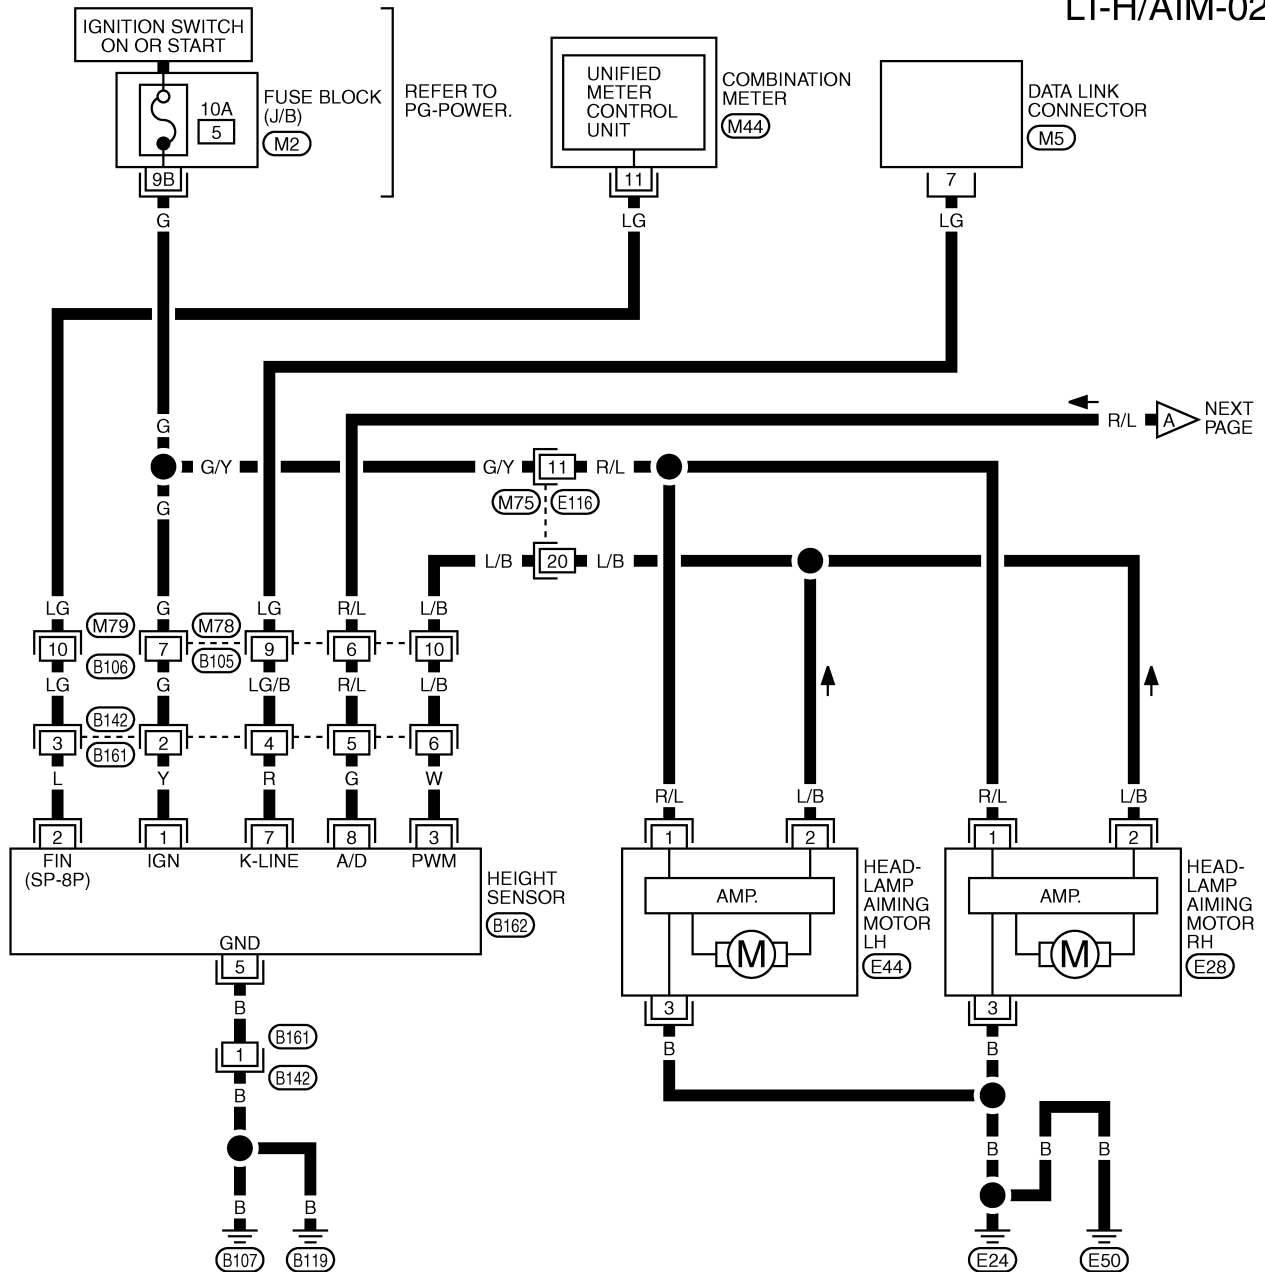 LT-H/AIM-02
IGNITION SWITCH
ON OR START
10A
5
FUSE BLOCK
(J/B)
M2
REFER TO
PG-POWER.
UNIFIED
METER
CONTROL
UNIT
COMBINATION
METER
M44
DATA LINK
CONNECTOR
M5
9B
11
7
G
LG
LG
G
R/L
A
NEXT
PAGE
G/Y
G/Y
11
R/L
G
M75
E116
L/B
20
L/B
LG
G
LG
R/L
L/B
M79
M78
10
7
9
6
10
B106
B105
LG
G
LG/B
R/L
L/B
B142
3
2
4
5
6
B161
L
Y
R
G
W
R/L
L/B
R/L
L/B
2
1
7
8
3
1
2
1
2
FIN
(SP-8P)
IGN
K-LINE
A/D
PWM
HEIGHT
SENSOR
B162
GND
5
AMP.
M
HEAD-
LAMP
AIMING
MOTOR
LH
E44
AMP.
M
HEAD-
LAMP
AIMING
MOTOR
RH
E28
3
3
B
B
B
B161
1
B142
B
B
B
B
B
B
B107
B119
E24
E50